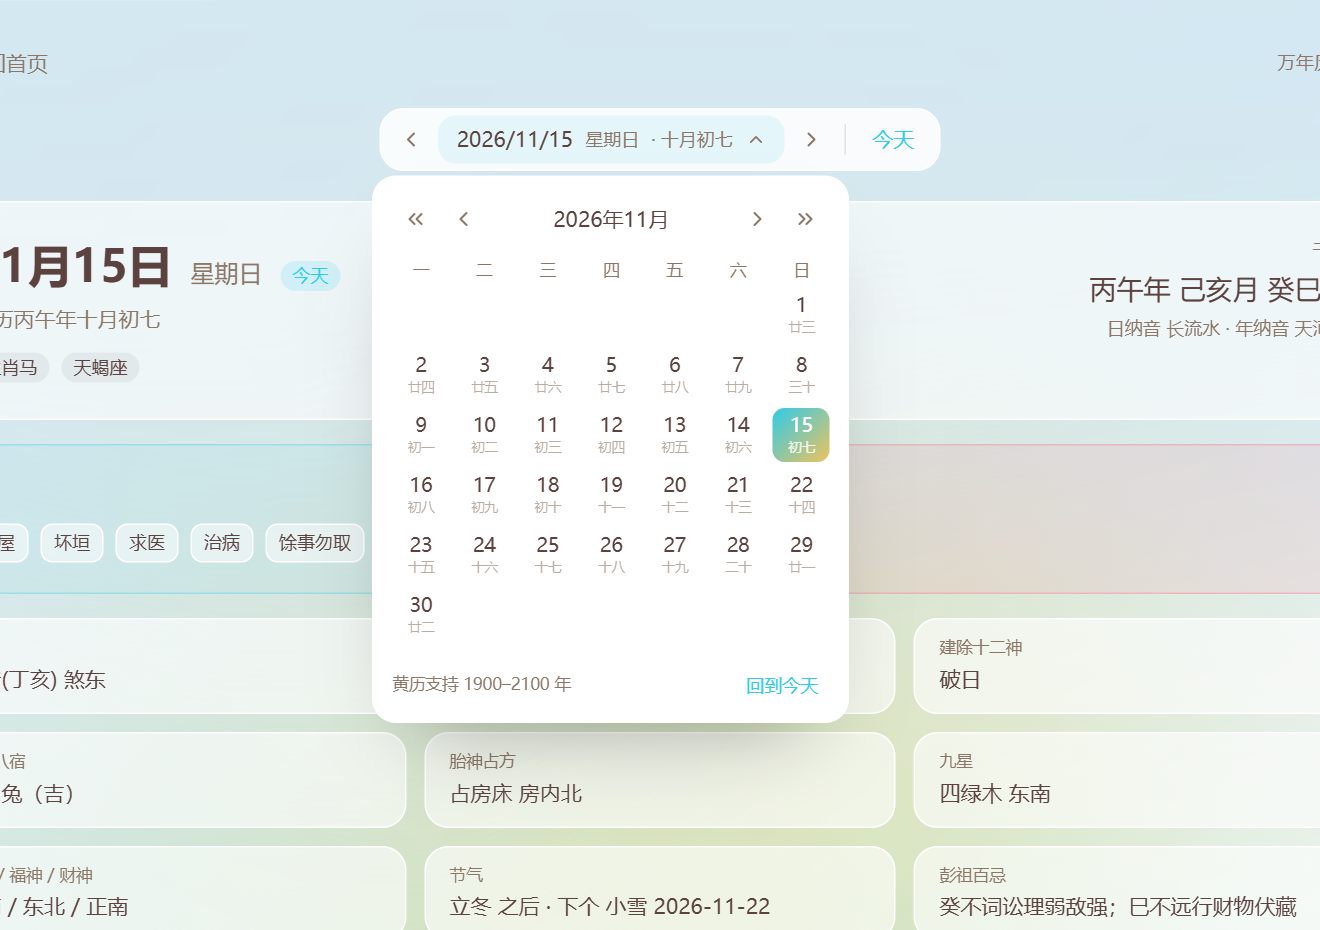 首页
万年
2026/11/15 星期日 · 十月初七
今天
2026年11月
一 二 三 四 五 六 日
1
廿三
2 3 4 5 6 7 8
廿四 廿五 廿六 廿七 廿八 廿九 三十
9 10 11 12 13 14 15
初一 初二 初三 初四 初五 初六 初七
16 17 18 19 20 21 22
初八 初九 初十 十一 十二 十三 十四
23 24 25 26 27 28 29
十五 十六 十七 十八 十九 二十 廿一
30
廿二
黄历支持 1900–2100 年
回到今天
1月15日 星期日 今天
历丙午年十月初七
肖马 天蝎座
丙午年 己亥月 癸巳
日纳音 长流水 · 年纳音 天河
屋 坏垣 求医 治病 馀事勿取
(丁亥) 煞东
建除十二神
破日
八宿
兔（吉）
胎神占方
占房床 房内北
九星
四绿木 东南
/ 福神 / 财神
/ 东北 / 正南
节气
立冬 之后 · 下个 小雪 2026-11-22
彭祖百忌
癸不词讼理弱敌强；巳不远行财物伏藏